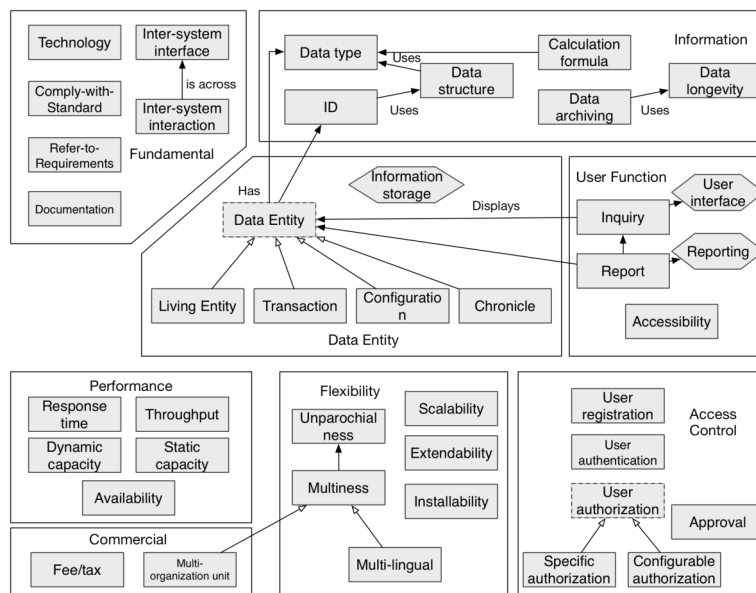 Technology
Inter-system
interface
is across
Comply-with-
Standard
Inter-system
interaction
Refer-to-
Requirements
Fundamental
Documentation
Information
Data type
Uses
Calculation
formula
Data
structure
Data
longevity
ID
Uses
Data
archiving
Uses
Has
Information
storage
Data Entity
Displays
Living Entity
Transaction
Configuratio
n
Chronicle
Data Entity
User Function
User
interface
Inquiry
Reporting
Report
Accessibility
Performance
Response
time
Throughput
Dynamic
capacity
Static
capacity
Availability
Commercial
Fee/tax
Multi-
organization unit
Flexibility
Unparochial
ness
Scalability
Extendability
Multiness
Installability
Multi-lingual
User
registration
Access
Control
User
authentication
User
authorization
Approval
Specific
authorization
Configurable
authorization